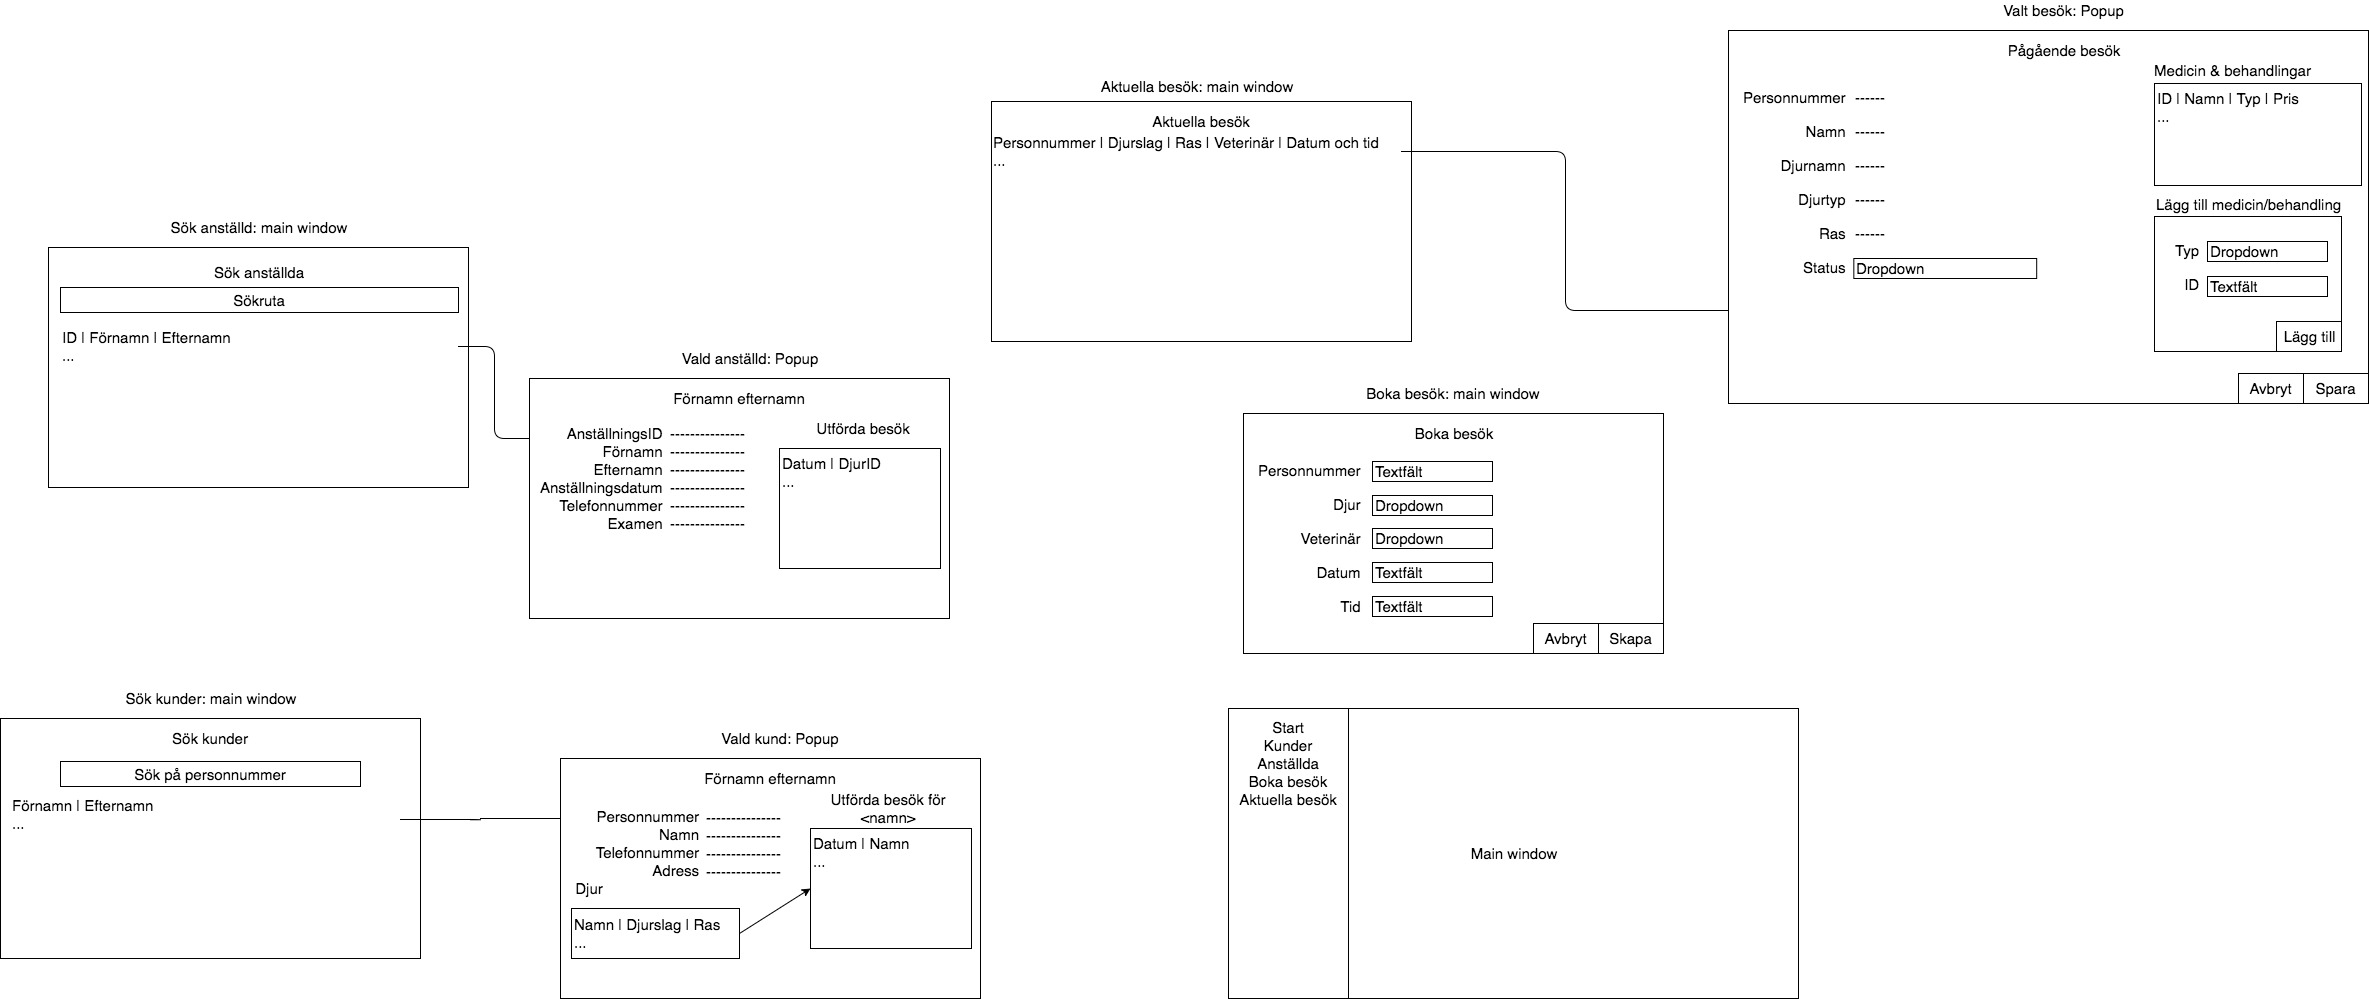 Valt besök: Popup
Pågående besök
Medicin & behandlingar
Personnummer ------
ID | Namn | Typ | Pris
...
Namn ------
Djurnamn ------
Djurtyp ------
Ras ------
Status Dropdown
Lägg till medicin/behandling
Typ Dropdown
ID Textfält
Lägg till
Avbryt Spara
Aktuella besök: main window
Aktuella besök
Personnummer | Djurslag | Ras | Veterinär | Datum och tid
...
Sök anställd: main window
Sök anställda
Sökruta
ID | Förnamn | Efternamn
...
Vald anställd: Popup
Förnamn efternamn
AnställningsID ---------------
Förnamn ---------------
Efternamn ---------------
Anställningsdatum ---------------
Telefonnummer ---------------
Examen ---------------
Utförda besök
Datum | DjurID
...
Boka besök: main window
Boka besök
Personnummer Textfält
Djur Dropdown
Veterinär Dropdown
Datum Textfält
Tid Textfält
Avbryt Skapa
Sök kunder: main window
Sök kunder
Sök på personnummer
Förnamn | Efternamn
...
Vald kund: Popup
Förnamn efternamn
Personnummer ---------------
Namn ---------------
Telefonnummer ---------------
Adress ---------------
Djur
Namn | Djurslag | Ras
...
Utförda besök för
<namn>
Datum | Namn
...
Start
Kunder
Anställda
Boka besök
Aktuella besök
Main window